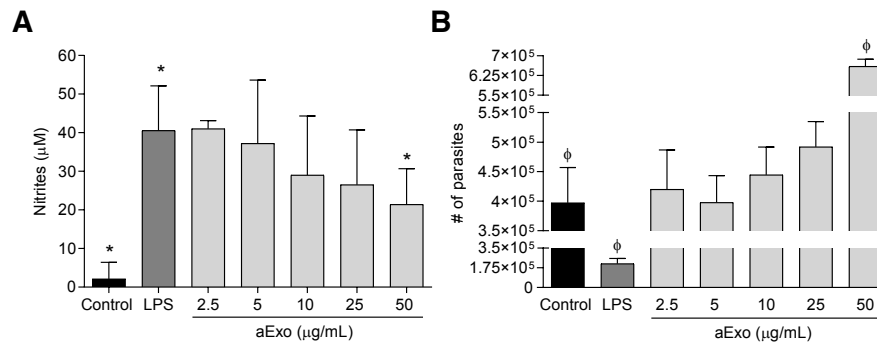 A
Nitrites (μM)
60
50
40
30
20
10
0
*
*
*
Control LPS 2.5 5 10 25 50
aExo (μg/mL)
B
# of parasites
7×10⁵
6.25×10⁵
5.5×10⁵
5×10⁵
4.5×10⁵
4×10⁵
3.5×10⁵
3.5×10⁵
1.75×10⁵
0
ϕ
ϕ
ϕ
Control LPS 2.5 5 10 25 50
aExo (μg/mL)